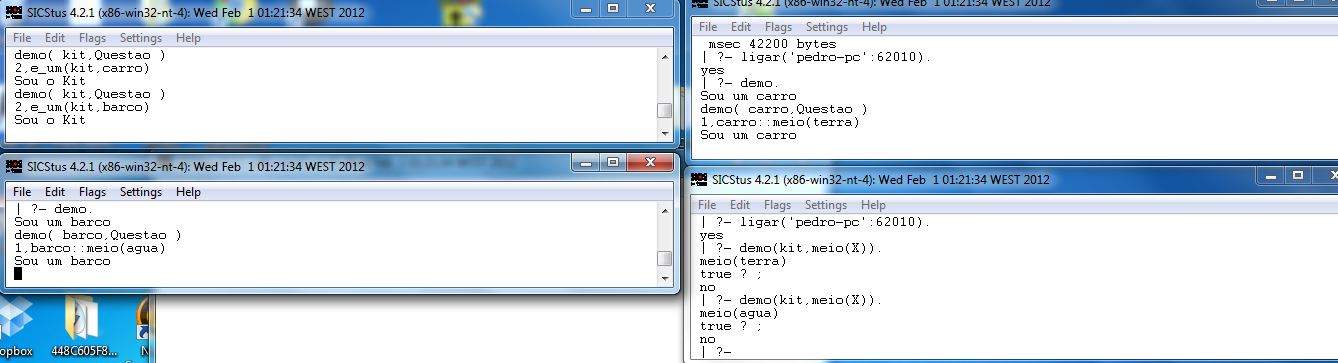 SICStus 4.2.1 (x86-win32-nt-4): Wed Feb  1 01:21:34 WEST 2012
File Edit Flags Settings Help
demo( kit,Questao )
2,e_um(kit,carro)
Sou o Kit
demo( kit,Questao )
2,e_um(kit,barco)
Sou o Kit
SICStus 4.2.1 (x86-win32-nt-4): Wed Feb  1 01:21:34 WEST 2012
File Edit Flags Settings Help
| ?- demo.
Sou um barco
demo( barco,Questao )
1,barco::meio(agua)
Sou um barco
opbox
448C605F8...
N
SICStus 4.2.1 (x86-win32-nt-4): Wed Feb  1 01:21:34 WEST 2012
File Edit Flags Settings Help
msec 42200 bytes
| ?- ligar('pedro-pc':62010).
yes
| ?- demo.
Sou um carro
demo( carro,Questao )
1,carro::meio(terra)
Sou um carro
SICStus 4.2.1 (x86-win32-nt-4): Wed Feb  1 01:21:34 WEST 2012
File Edit Flags Settings Help
| ?- ligar('pedro-pc':62010).
yes
| ?- demo(kit,meio(X)).
meio(terra)
true ? ;
no
| ?- demo(kit,meio(X)).
meio(agua)
true ? ;
no
| ?-